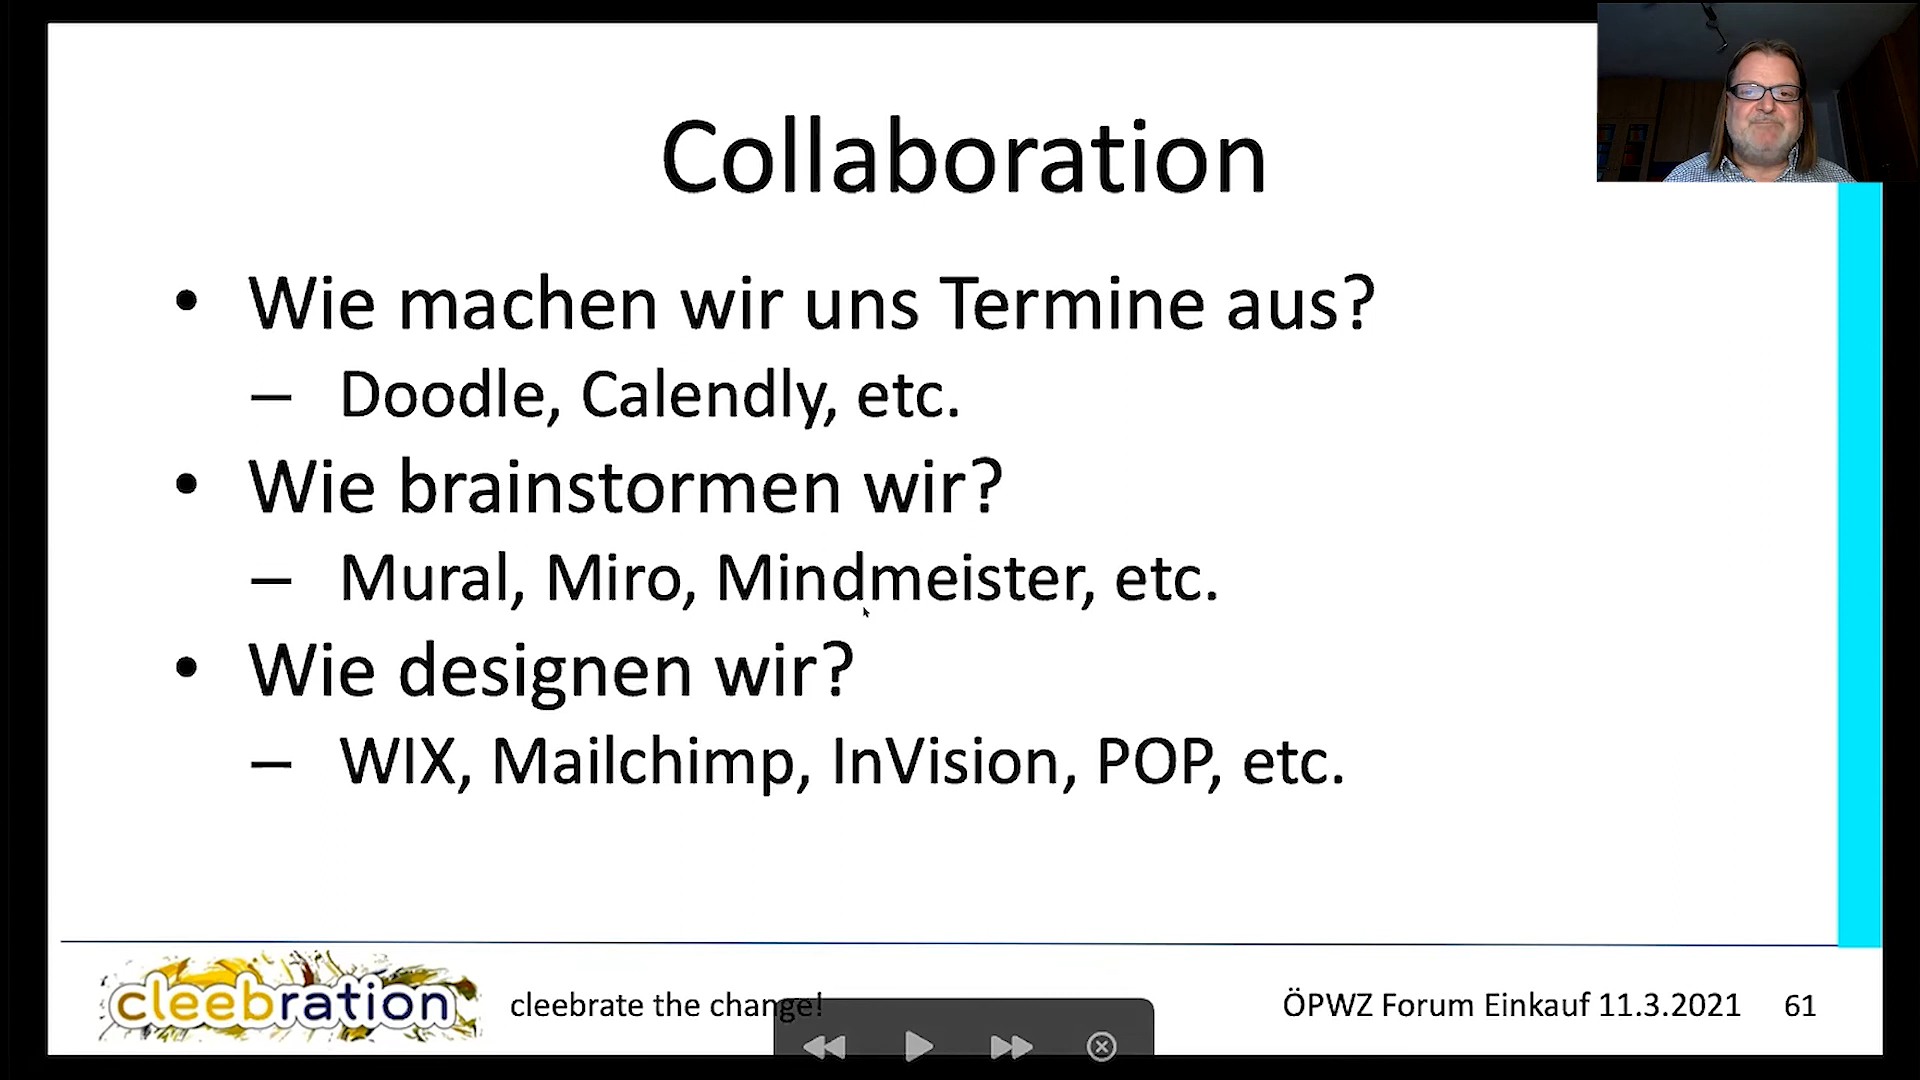 Collaboration
• Wie machen wir uns Termine aus?
– Doodle, Calendly, etc.
• Wie brainstormen wir?
– Mural, Miro, Mindmeister, etc.
• Wie designen wir?
– WIX, Mailchimp, InVision, POP, etc.
cleebration
cleebrate the change!
ÖPWZ Forum Einkauf 11.3.2021
61